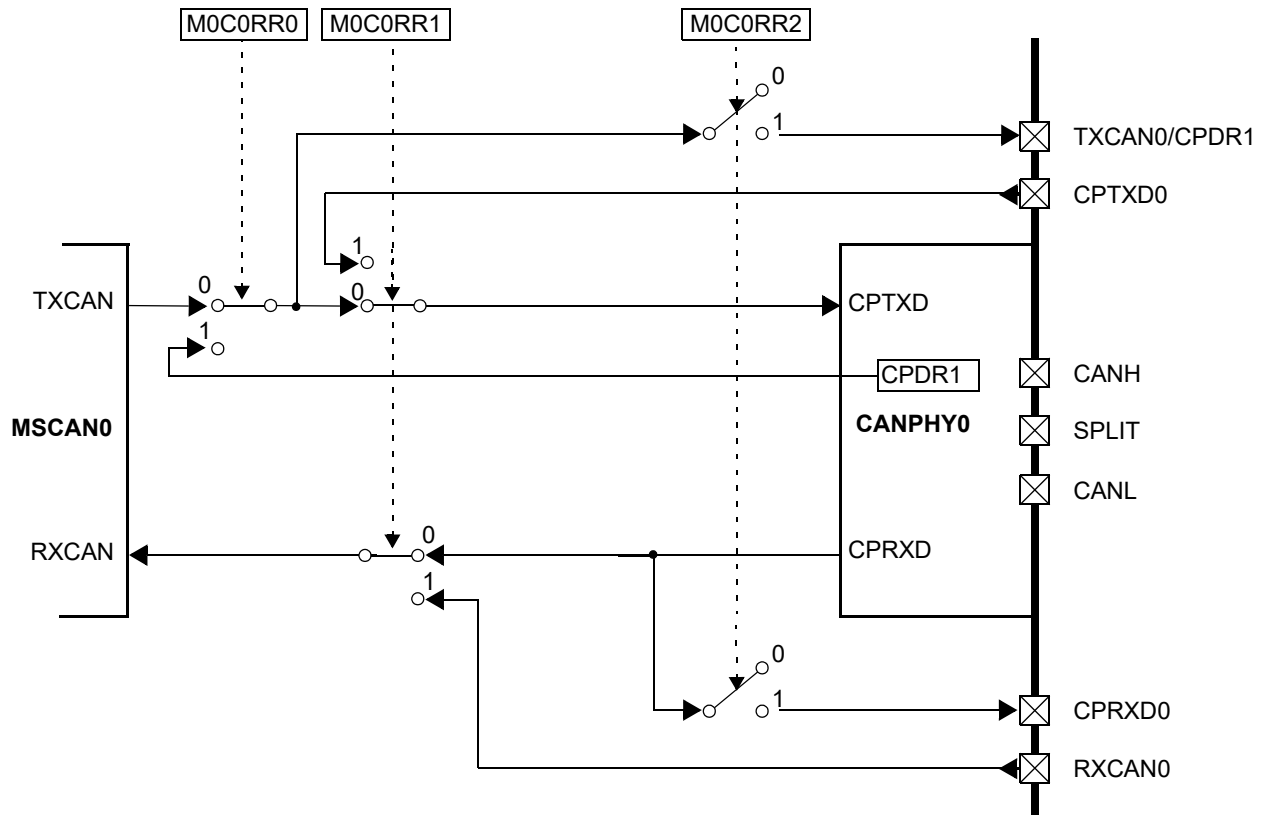 M0C0RR0
M0C0RR1
M0C0RR2
0
1
TXCAN0/CPDR1
CPTXD0
1
TXCAN
0
0
CPTXD
1
CPDR1
CANH
MSCAN0
CANPHY0
SPLIT
CANL
RXCAN
0
CPRXD
1
0
1
CPRXD0
RXCAN0